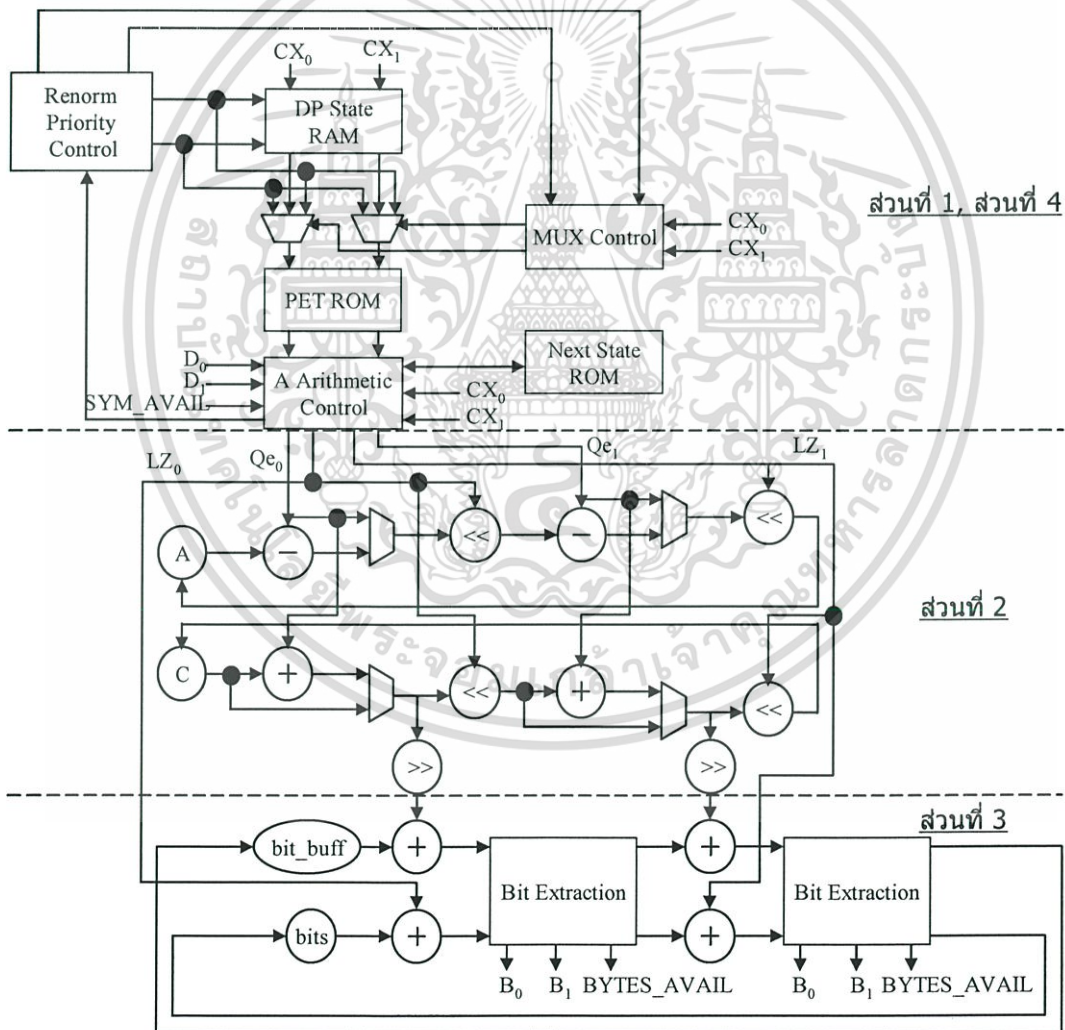 CX₀ CX₁
Renorm
Priority
Control
DP State
RAM
ส่วนที่ 1, ส่วนที่ 4
MUX Control
CX₀
CX₁
PET ROM
Next State
ROM
D₀
D₁
SYM_AVAIL
A Arithmetic
Control
CX₀
CX₁
LZ₀ Qe₀ Qe₁ LZ₁
<< <<
A - -
ส่วนที่ 2
C + << + <<
>> >>
ส่วนที่ 3
bit_buff + +
Bit Extraction Bit Extraction
bits + +
B₀ B₁ BYTES_AVAIL B₀ B₁ BYTES_AVAIL